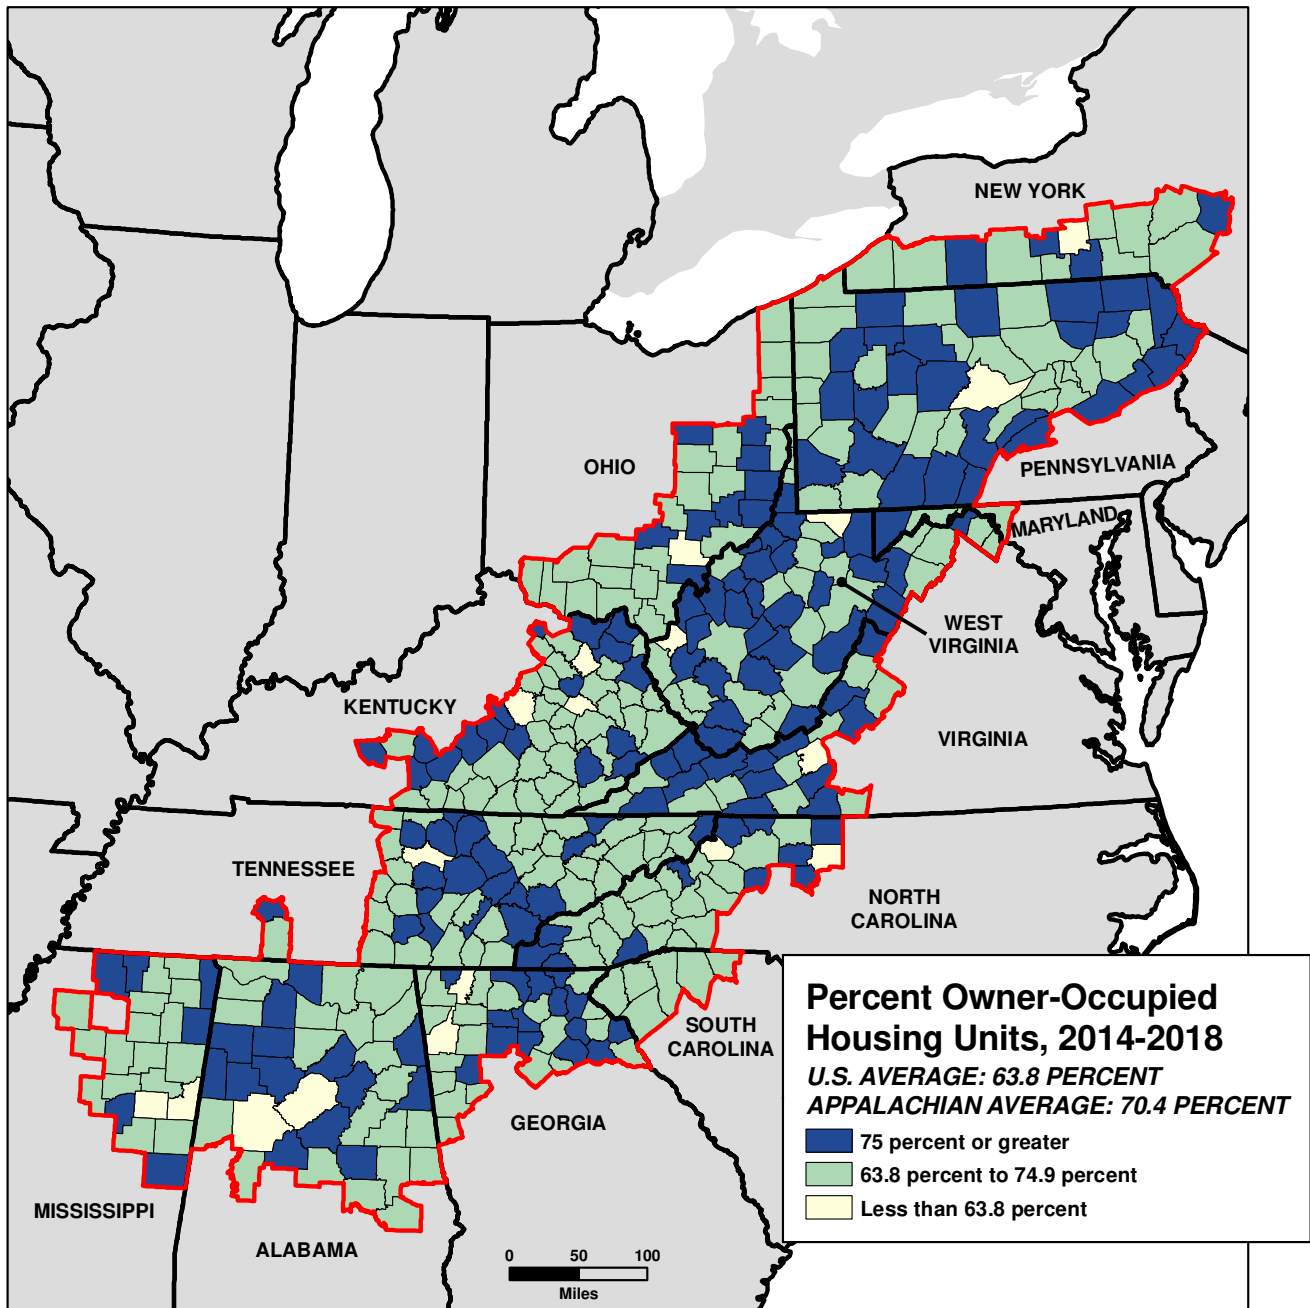 NEW YORK
OHIO
PENNSYLVANIA
MARYLAND
WEST
VIRGINIA
KENTUCKY
VIRGINIA
TENNESSEE
NORTH
CAROLINA
SOUTH
CAROLINA
GEORGIA
MISSISSIPPI
ALABAMA
0 50 100
Miles
Percent Owner-Occupied
Housing Units, 2014-2018
U.S. AVERAGE: 63.8 PERCENT
APPALACHIAN AVERAGE: 70.4 PERCENT
75 percent or greater
63.8 percent to 74.9 percent
Less than 63.8 percent